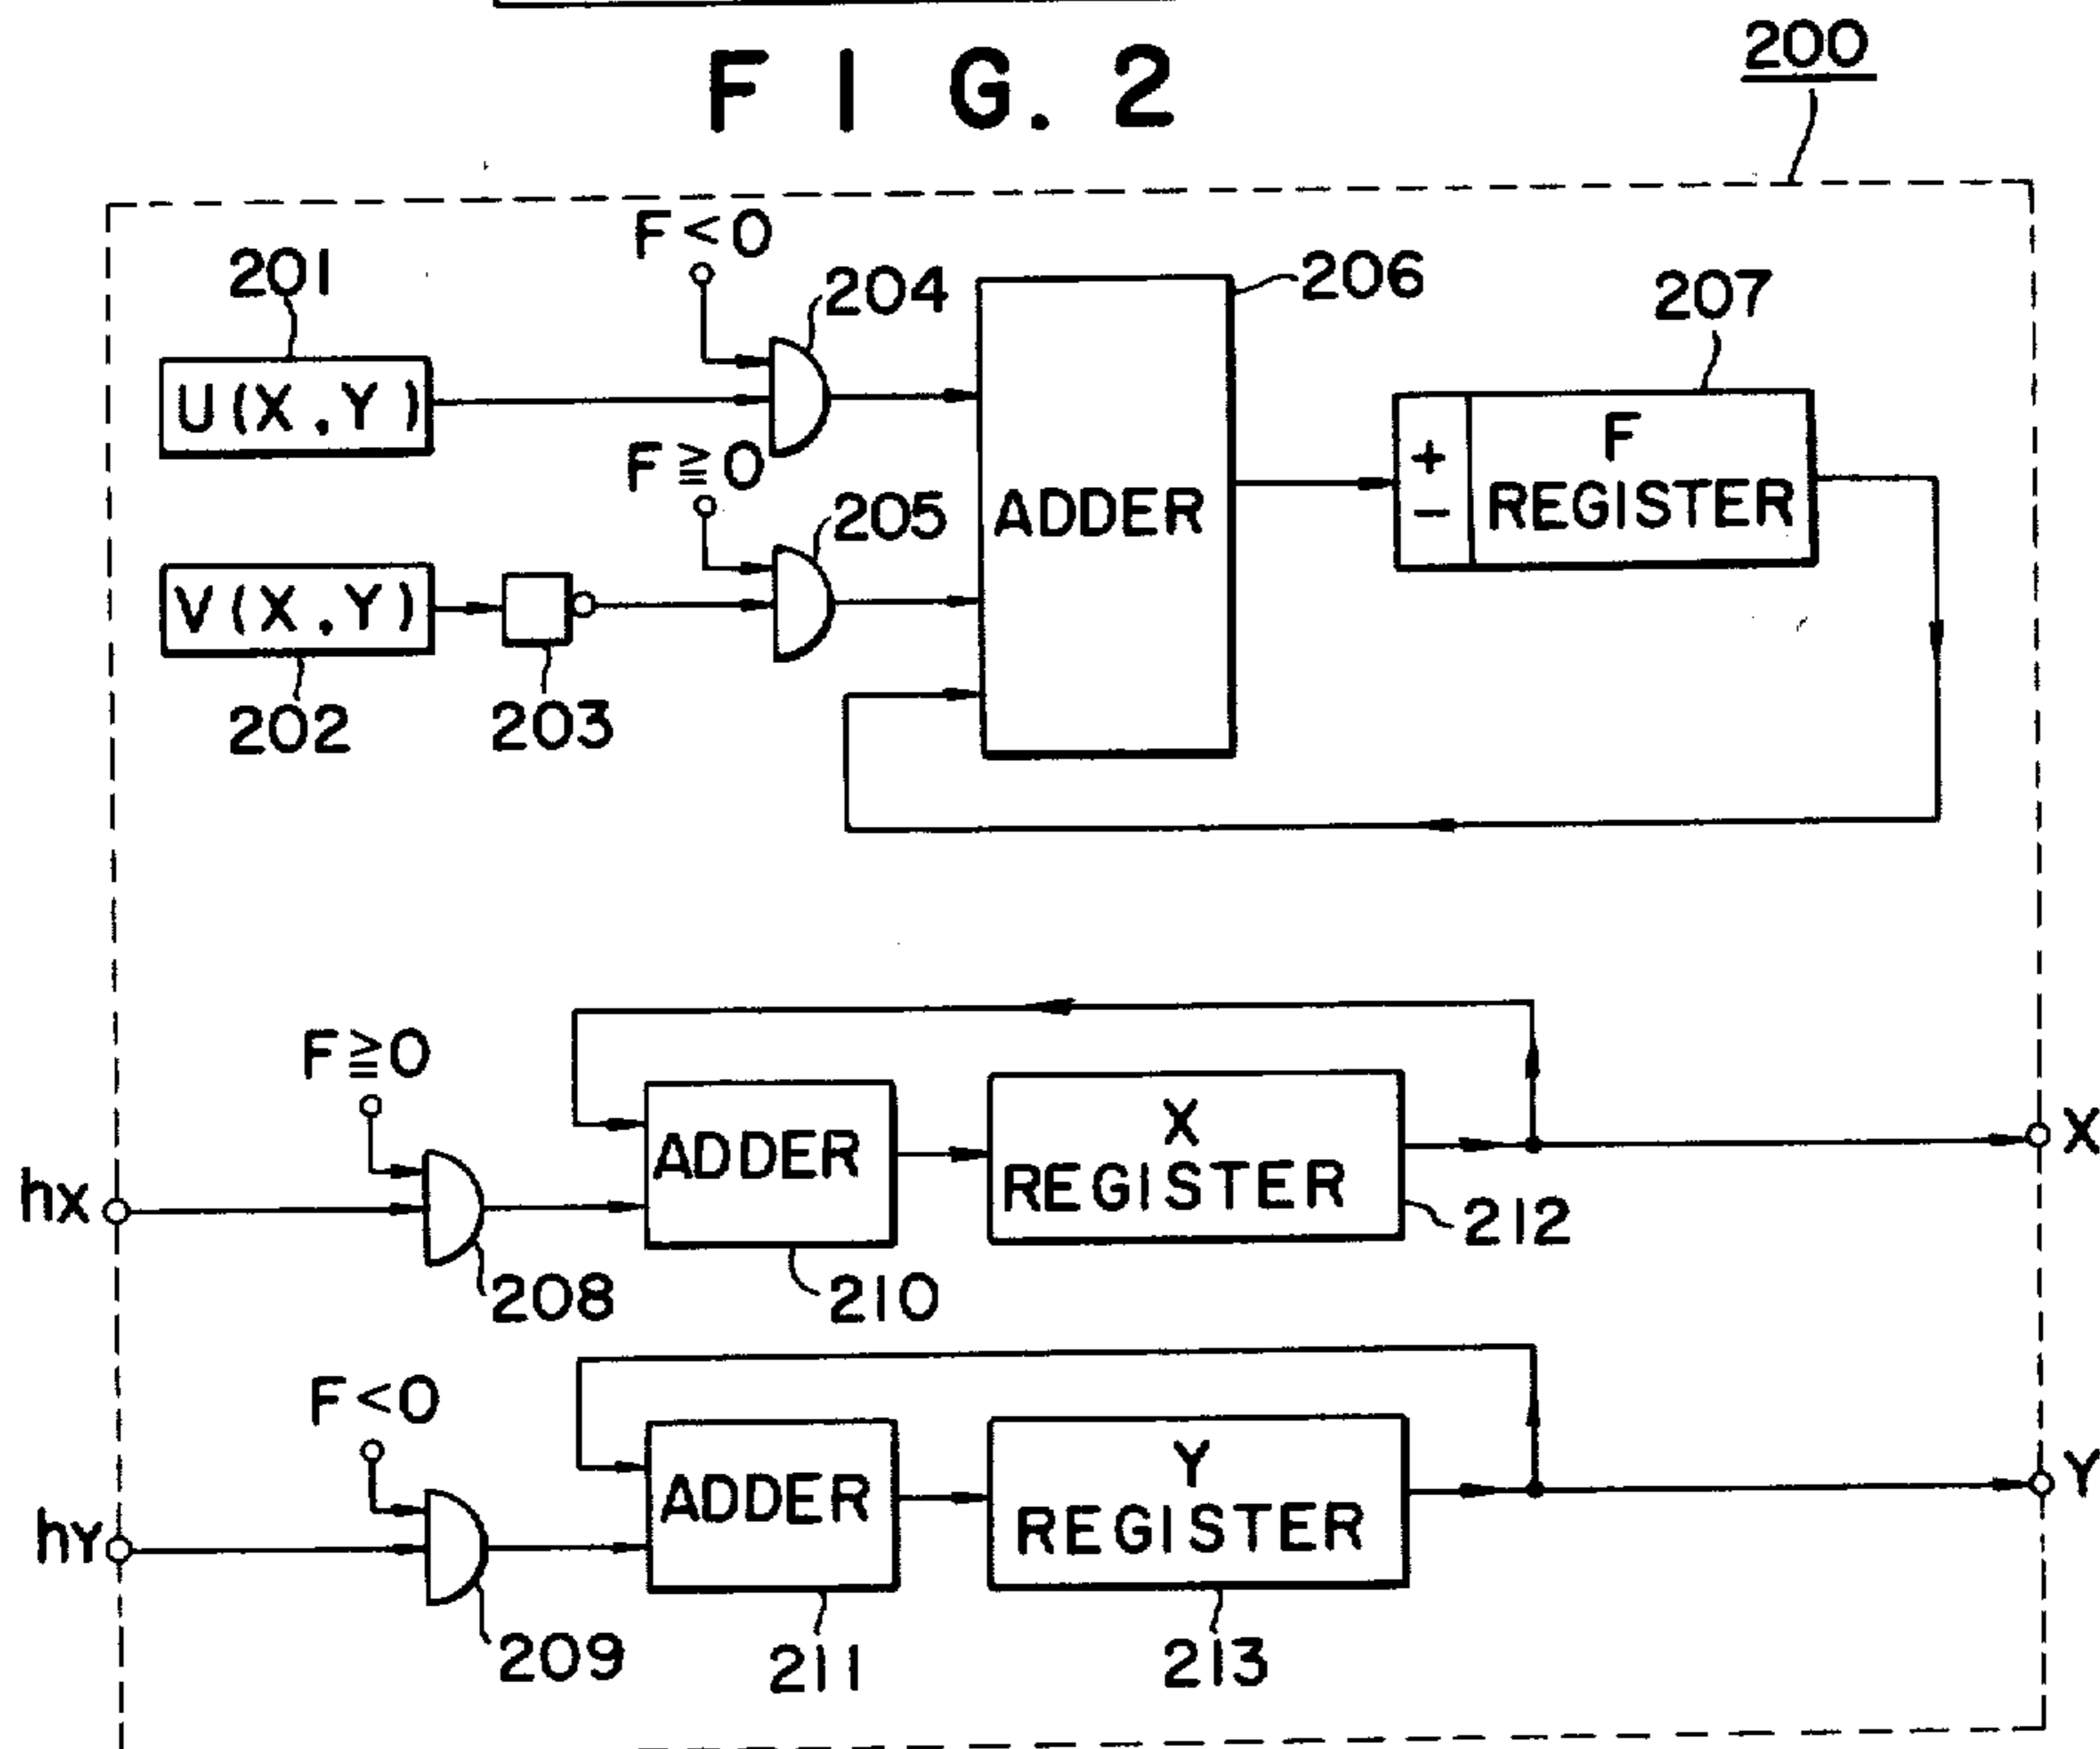 FIG. 2
200
F<0
201
204
206
207
U(X,Y)
F≧0
F
REGISTER
+
−
205
ADDER
V(X,Y)
202
203
F≧0
X
REGISTER
X
ADDER
hX
212
208
210
F<0
Y
REGISTER
Y
ADDER
hY
209
211
213